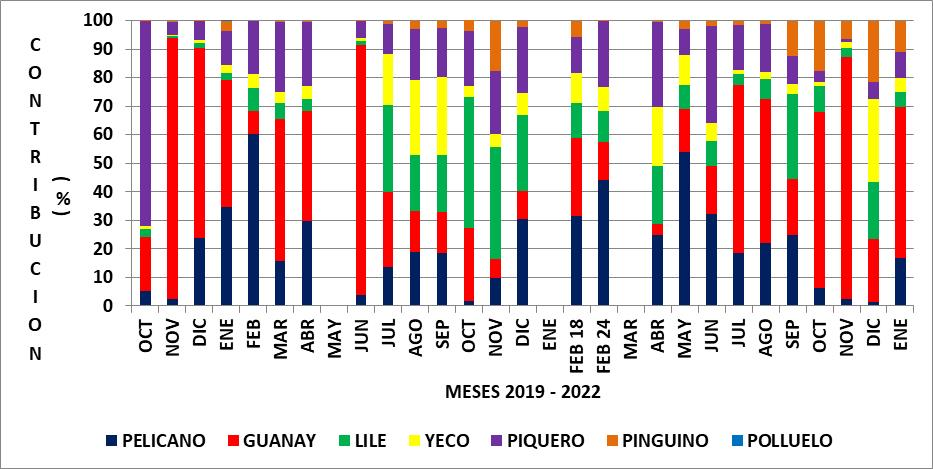 CONTRIBUCION
( % )
100
90
80
70
60
50
40
30
20
10
0
OCT NOV DIC ENE FEB MAR ABR MAY JUN JUL AGO SEP OCT NOV DIC ENE FEB 18 FEB 24 MAR ABR MAY JUN JUL AGO SEP OCT NOV DIC ENE
MESES 2019 - 2022
PELICANO GUANAY LILE YECO PIQUERO PINGUINO POLLUELO